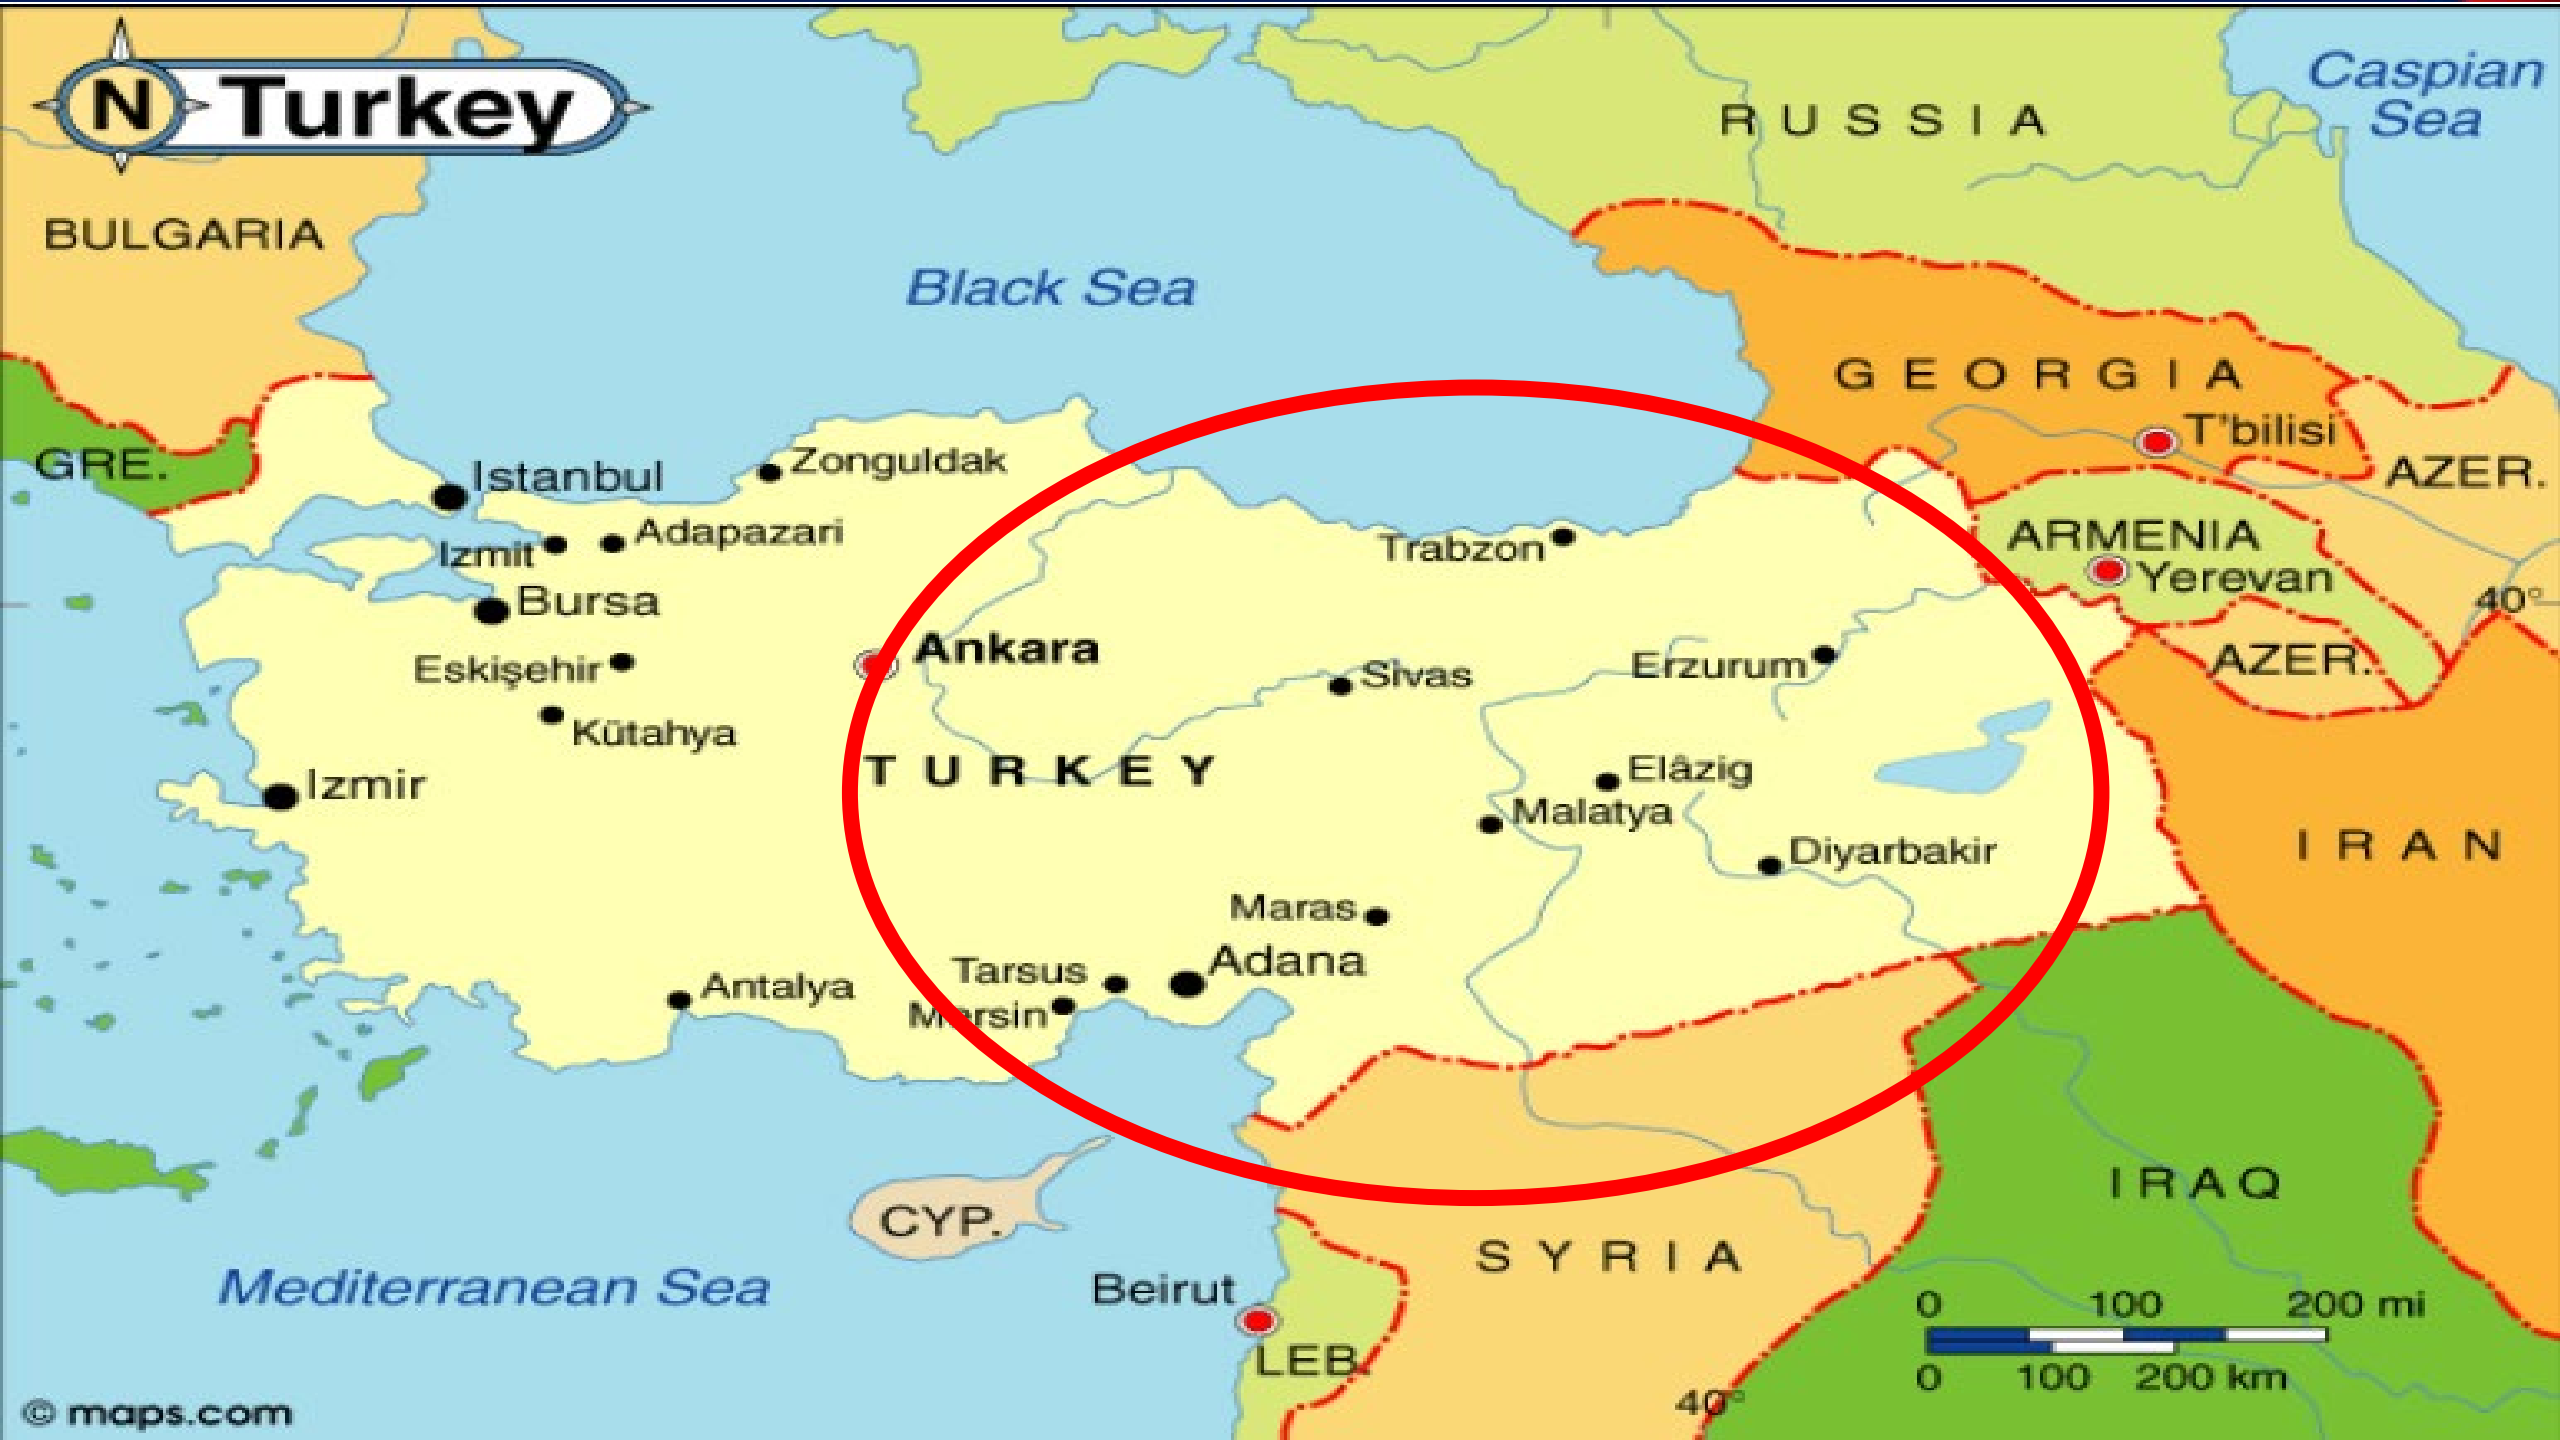 N Turkey
Caspian
Sea
RUSSIA
BULGARIA
Black Sea
GEORGIA
T'bilisi
GRE.
Istanbul
Zonguldak
AZER.
Izmit
Adapazari
Trabzon
ARMENIA
Yerevan
Bursa
40°
Ankara
Eskişehir
Sivas
Erzurum
AZER.
Kütahya
TURKEY
Elâzig
Izmir
Malatya
IRAN
Diyarbakir
Maras
Adana
Tarsus
Antalya
Mersin
IRAQ
CYP.
SYRIA
Mediterranean Sea
Beirut
0 100 200 mi
LEB.
0 100 200 km
40°
© maps.com